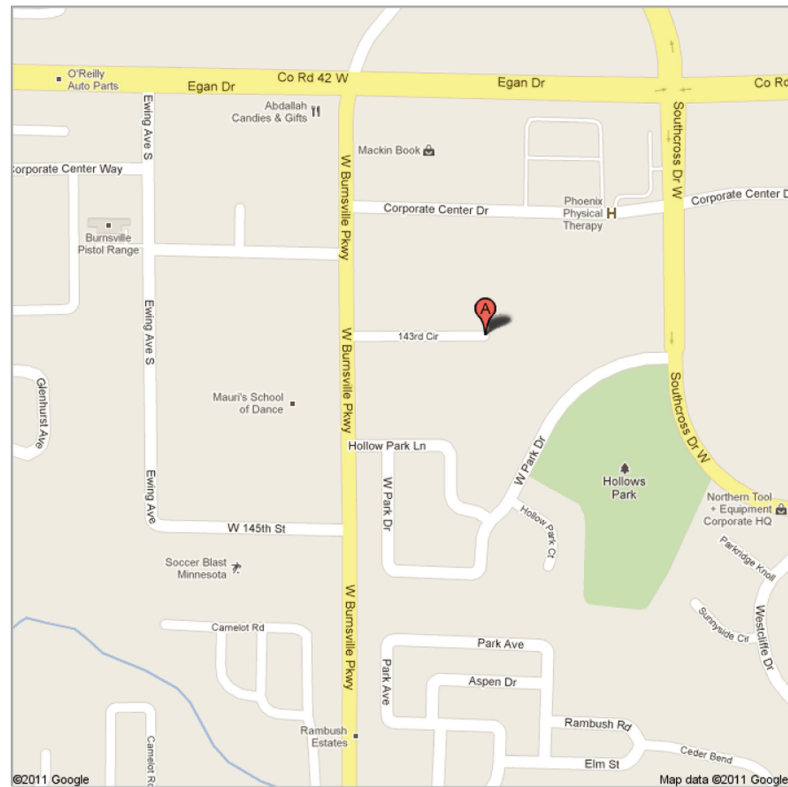 O'Reilly
Auto Parts
Co Rd 42 W
Egan Dr
Egan Dr
Co Rd
Ewing Ave S
Abdallah
Candies & Gifts
Mackin Book
W Burnsville Pkwy
Southcross Dr W
Corporate Center Way
Corporate Center Dr
Corporate Center D
Phoenix
Physical
Therapy
H
Burnsville
Pistol Range
Ewing Ave S
W Burnsville Pkwy
143rd Cir
A
Glenhurst Ave
Mauri's School
of Dance
Southcross Dr W
Hollow Park Ln
W Park Dr
W Park Dr
Hollows
Park
Ewing Ave
W 145th St
Hollow Park Ct
Northern Tool
+ Equipment
Corporate HQ
Soccer Blast
Minnesota
W Burnsville Pkwy
Parkridge Knoll
Sunnyside Cir
Westcliffe Dr
Camelot Rd
Park Ave
Park Ave
Aspen Dr
Rambush
Estates
Rambush Rd
Camelot Rd
Elm St
Ceder Bend
©2011 Google
Map data ©2011 Google